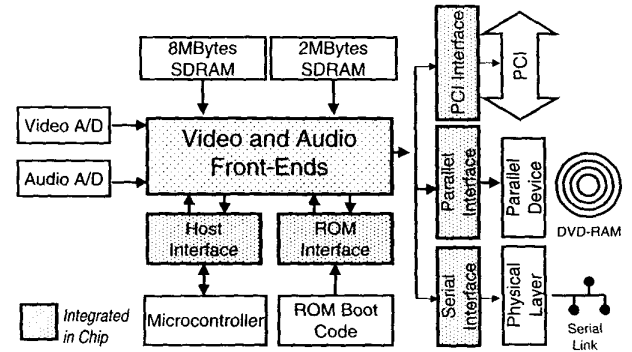 8MBytes
SDRAM
2MBytes
SDRAM
PCI Interface
PCI
Video A/D
Audio A/D
Video and Audio
Front-Ends
Parallel
Interface
Parallel
Device
DVD-RAM
Host
Interface
ROM
Interface
Serial
Interface
Physical
Layer
Serial
Link
Integrated
in Chip
Microcontroller
ROM Boot
Code